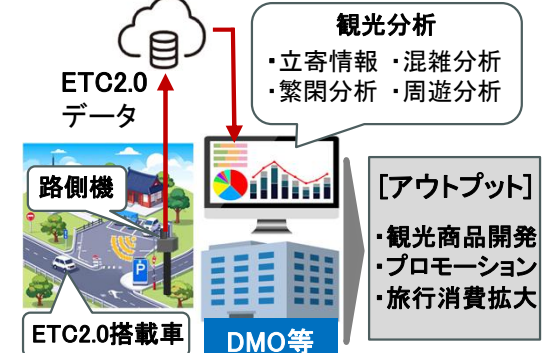 観光分析
・立寄情報 ・混雑分析
・繁閑分析 ・周遊分析
ETC2.0
データ
路側機
ETC2.0搭載車
DMO等
[アウトプット]
・観光商品開発
・プロモーション
・旅行消費拡大
P